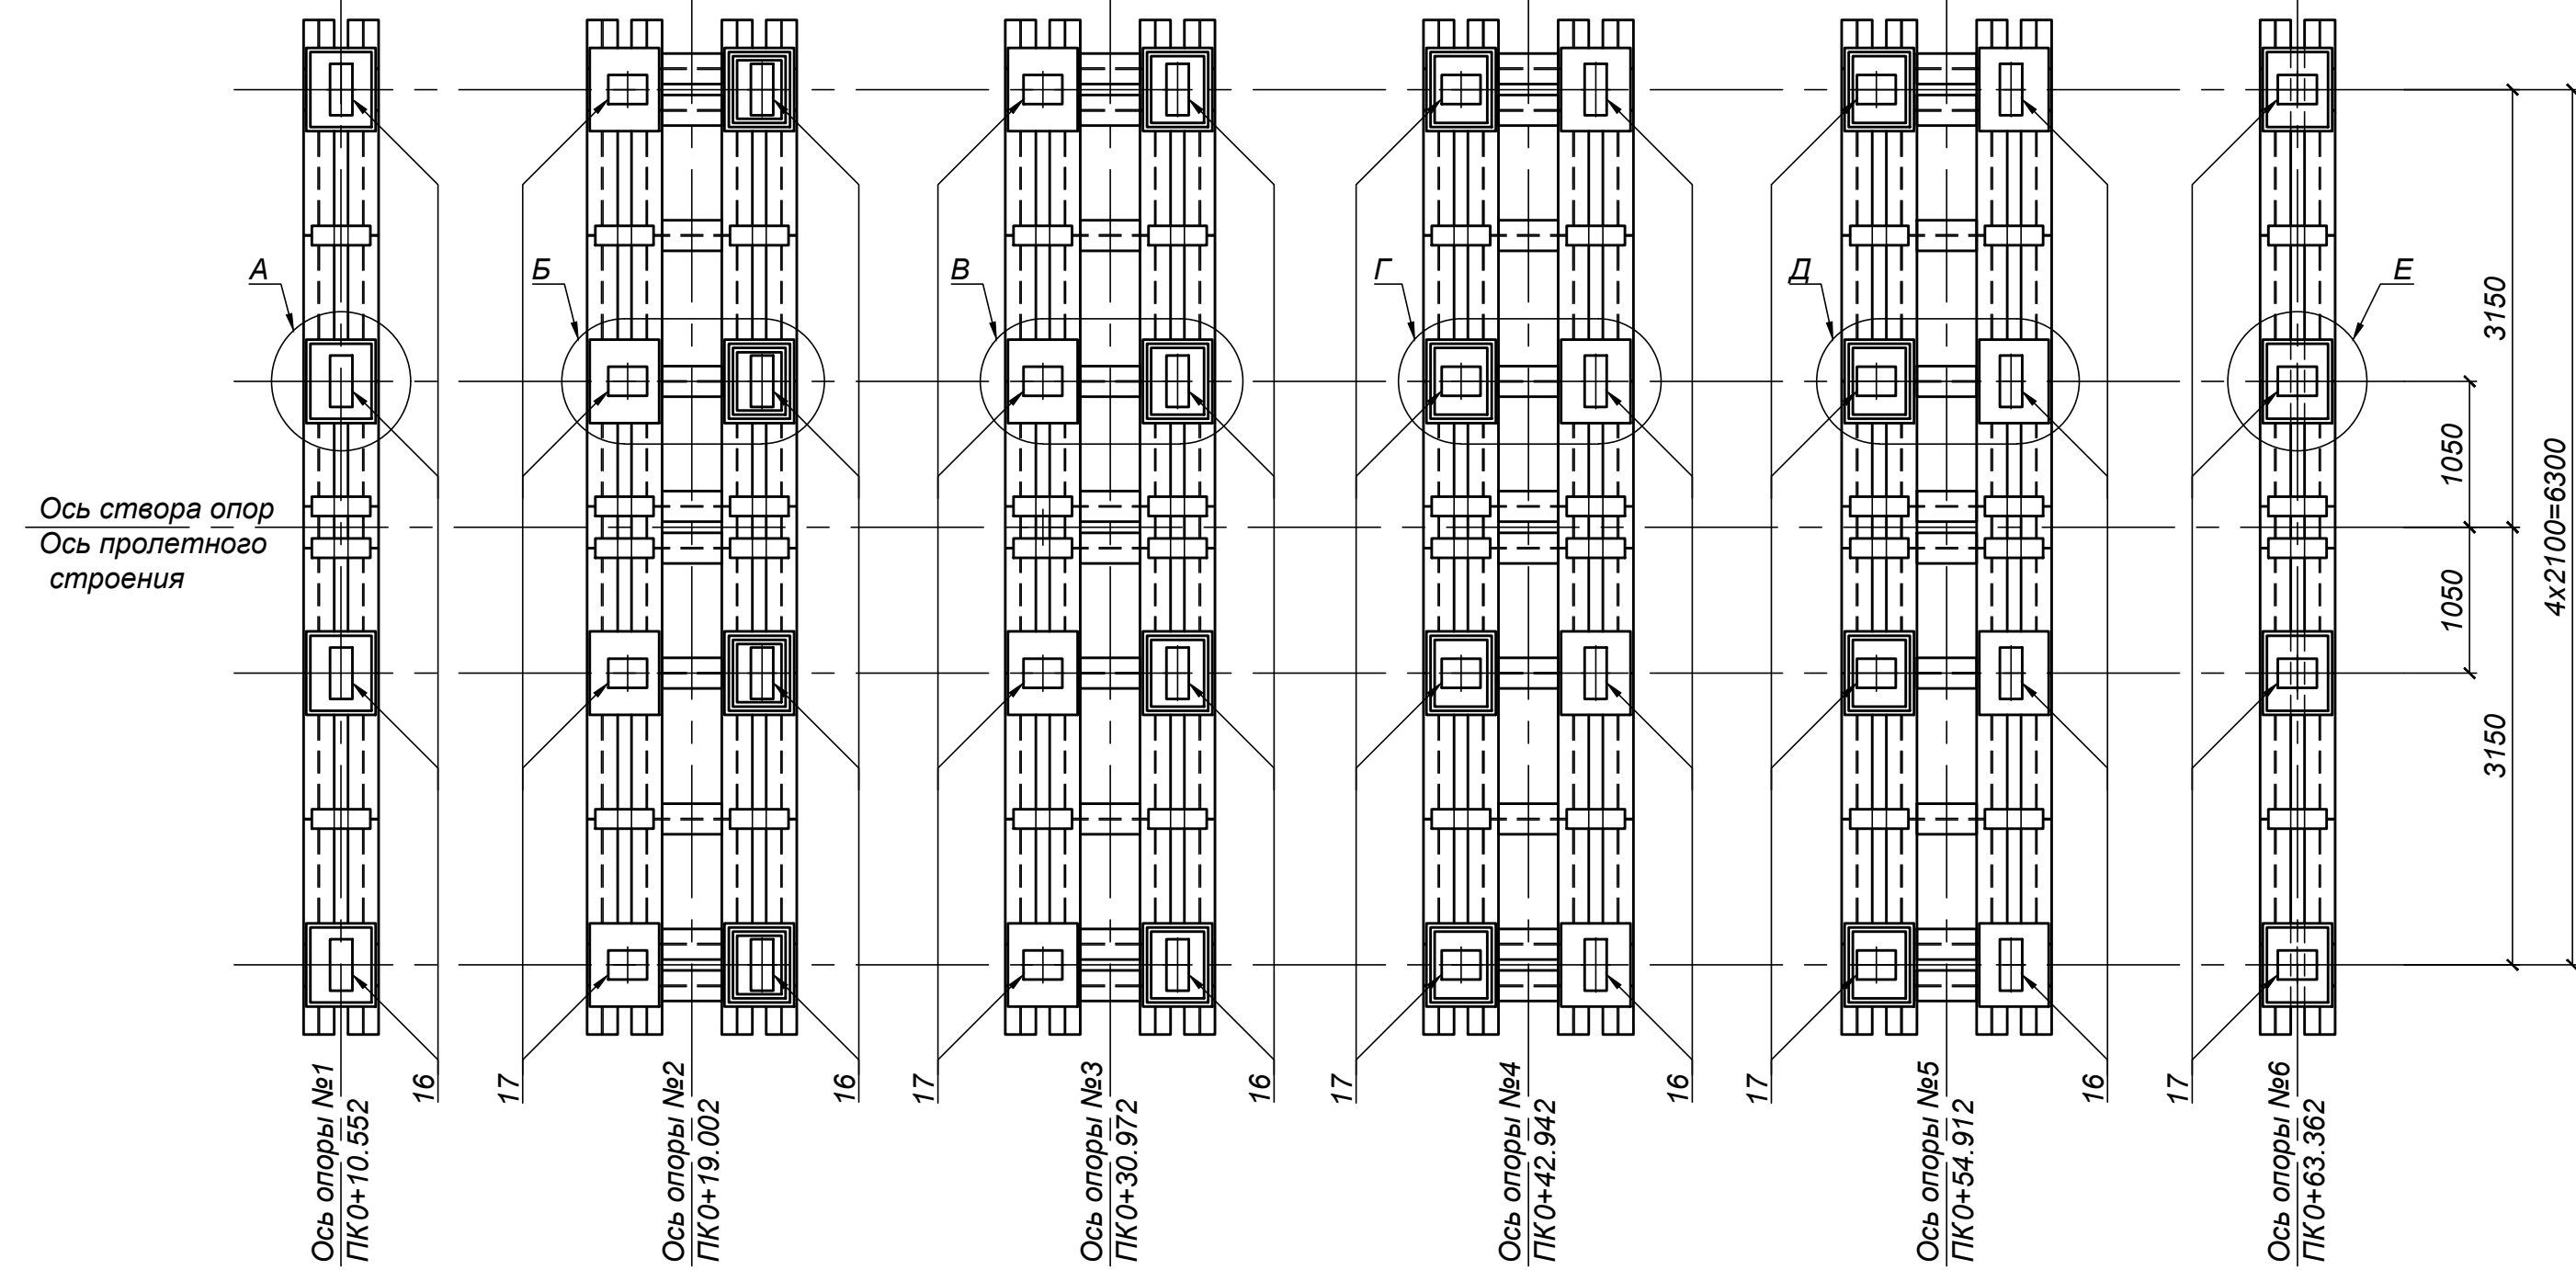 А
Б
В
Г
Д
Е
Ось створа опор
Ось пролетного
строения
3150
1050
1050
3150
4х2100=6300
16
17
16
17
16
17
16
17
16
17
Ось опоры №1
ПК0+10.552
Ось опоры №2
ПК0+19.002
Ось опоры №3
ПК0+30.972
Ось опоры №4
ПК0+42.942
Ось опоры №5
ПК0+54.912
Ось опоры №6
ПК0+63.362